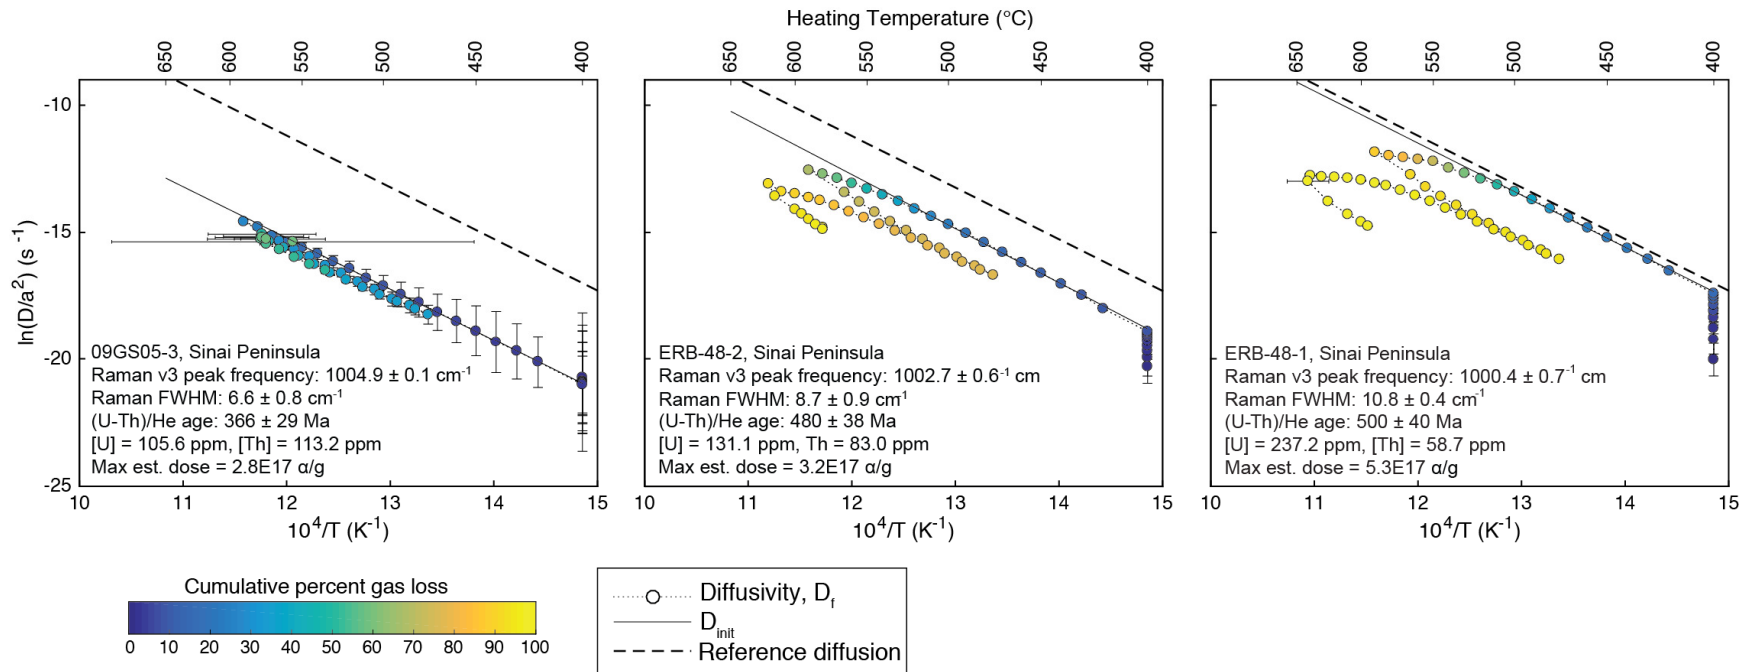 Heating Temperature (°C)
650 600 550 500 450 400
650 600 550 500 450 400
650 600 550 500 450 400
ln(D/a²) (s⁻¹)
-10
-15
-20
-25
09GS05-3, Sinai Peninsula
Raman v3 peak frequency: 1004.9 ± 0.1 cm⁻¹
Raman FWHM: 6.6 ± 0.8 cm⁻¹
(U-Th)/He age: 366 ± 29 Ma
[U] = 105.6 ppm, [Th] = 113.2 ppm
Max est. dose = 2.8E17 α/g
10 11 12 13 14 15
10⁴/T (K⁻¹)
ERB-48-2, Sinai Peninsula
Raman v3 peak frequency: 1002.7 ± 0.6⁻¹ cm
Raman FWHM: 8.7 ± 0.9 cm⁻¹
(U-Th)/He age: 480 ± 38 Ma
[U] = 131.1 ppm, Th = 83.0 ppm
Max est. dose = 3.2E17 α/g
10 11 12 13 14 15
10⁴/T (K⁻¹)
ERB-48-1, Sinai Peninsula
Raman v3 peak frequency: 1000.4 ± 0.7⁻¹ cm
Raman FWHM: 10.8 ± 0.4 cm⁻¹
(U-Th)/He age: 500 ± 40 Ma
[U] = 237.2 ppm, [Th] = 58.7 ppm
Max est. dose = 5.3E17 α/g
10 11 12 13 14 15
10⁴/T (K⁻¹)
Cumulative percent gas loss
0 10 20 30 40 50 60 70 80 90 100
Diffusivity, D_f
D_init
Reference diffusion